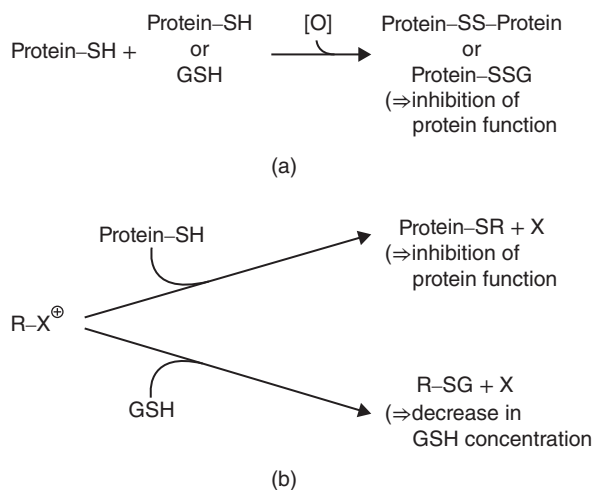 Protein–SH + Protein–SH or GSH [O] Protein–SS–Protein
or
Protein–SSG
(⇒inhibition of
protein function
(a)
Protein–SH
Protein–SR + X
(⇒inhibition of
protein function
R–X⊕
GSH
R–SG + X
(⇒decrease in
GSH concentration
(b)